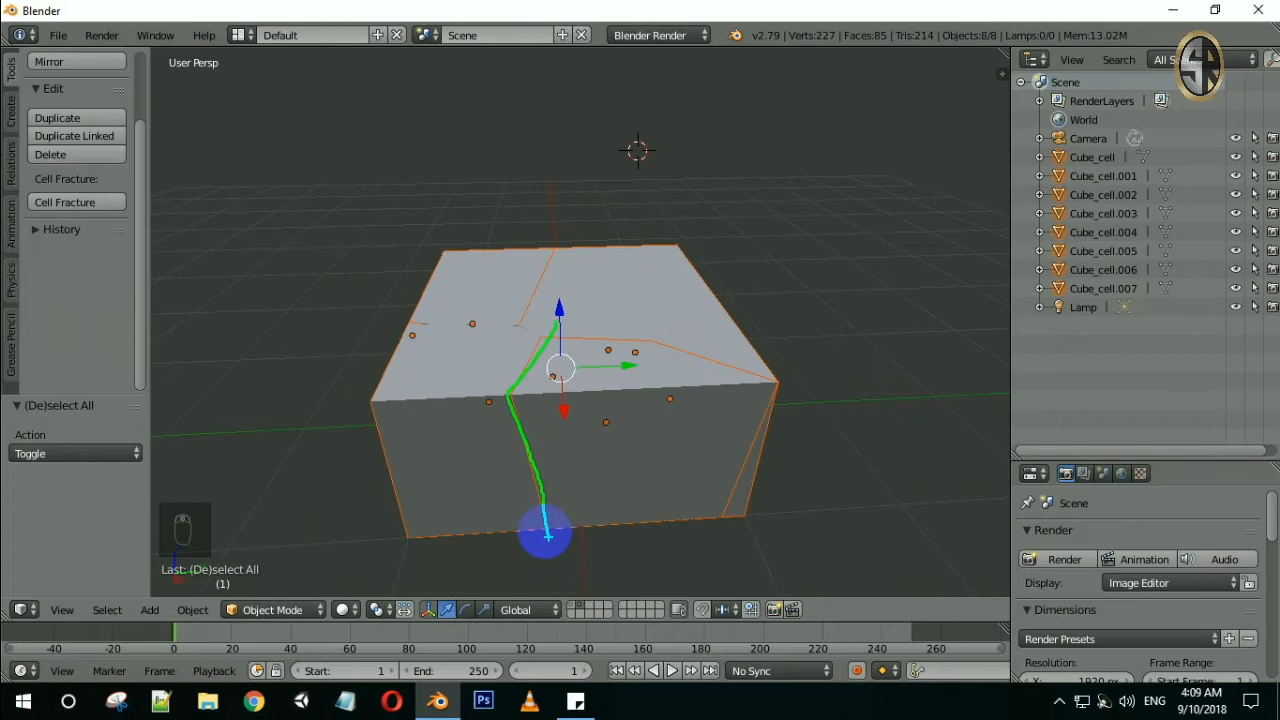 Blender
File Render Window Help Default Scene Blender Render v2.79 | Verts:227 | Faces:85 | Tris:214 | Objects:8/8 | Lamps:0/0 | Mem:13.02M
Tools
Create
Relations
Animation
Physics
Grease Pencil
Mirror
Edit
Duplicate
Duplicate Linked
Delete
Cell Fracture:
Cell Fracture
History
(De)select All
Action
Toggle
User Persp
Last: (De)select All
(1)
View Search All Sce
Scene
RenderLayers
World
Camera
Cube_cell
Cube_cell.001
Cube_cell.002
Cube_cell.003
Cube_cell.004
Cube_cell.005
Cube_cell.006
Cube_cell.007
Lamp
Scene
Render
Render Animation Audio
Display: Image Editor
Dimensions
Render Presets
Resolution: Frame Range:
X: 1920 px Start Frame: 1
View Select Add Object Object Mode Global
-40 -20 0 20 40 60 80 100 120 140 160 180 200 220 240 260
View Marker Frame Playback Start: 1 End: 250 1 No Sync
Ps ENG 4:09 AM
9/10/2018